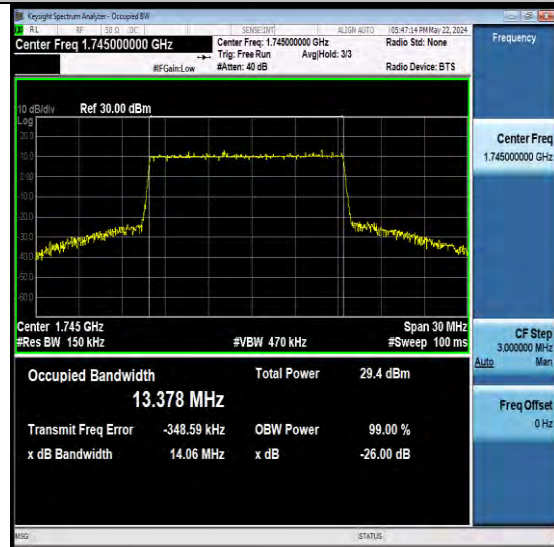 Keysight Spectrum Analyzer - Occupied BW
RL RF 50 Ω DC SENSE:INT ALIGN AUTO 05:47:14 PM May 22, 2024
Center Freq 1.745000000 GHz Center Freq: 1.745000000 GHz Radio Std: None Frequency
Trig: Free Run Avg|Hold: 3/3
#IFGain:Low #Atten: 40 dB Radio Device: BTS
10 dB/div Ref 30.00 dBm
Log
20.0
10.0
0.00
-10.0
-20.0
-30.0
-40.0
-50.0
-60.0
Center Freq
1.745000000 GHz
Center 1.745 GHz Span 30 MHz
#Res BW 150 kHz #VBW 470 kHz #Sweep 100 ms
CF Step
3.000000 MHz
Auto Man
Occupied Bandwidth Total Power 29.4 dBm
13.378 MHz
Transmit Freq Error -348.59 kHz OBW Power 99.00 %
x dB Bandwidth 14.06 MHz x dB -26.00 dB
Freq Offset
0 Hz
MSG STATUS